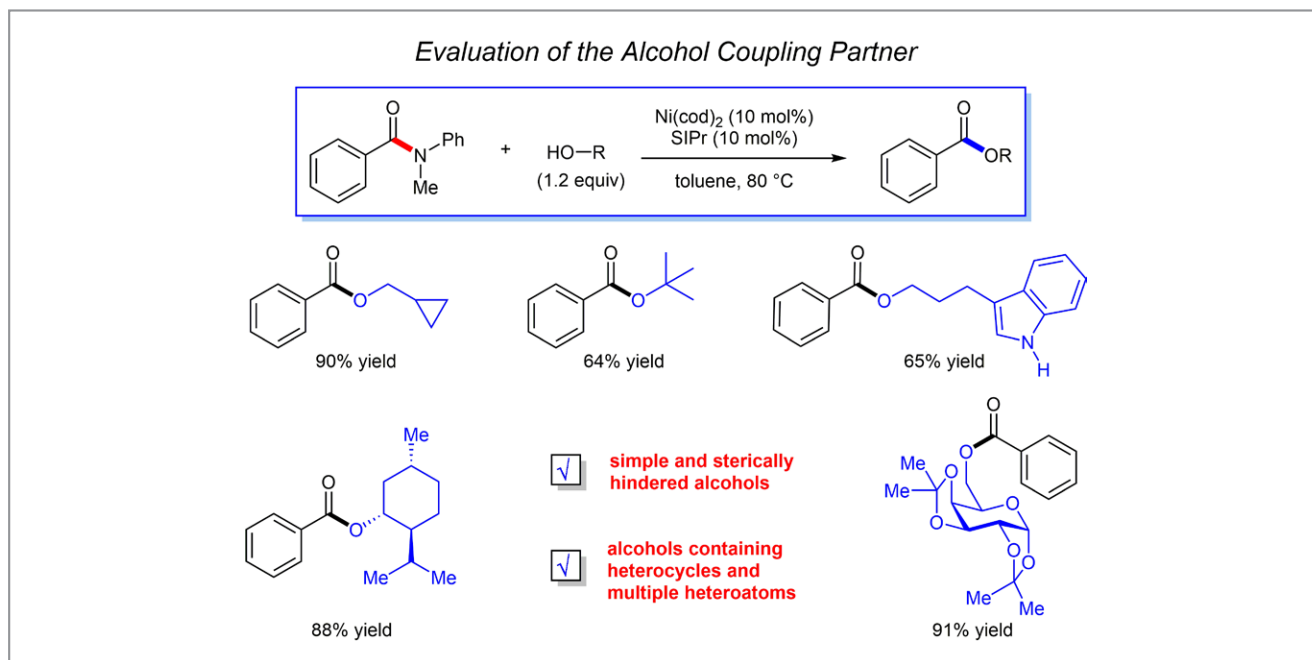 Evaluation of the Alcohol Coupling Partner
O
N
Ph
Me
+
HO–R
(1.2 equiv)
Ni(cod)2 (10 mol%)
SIPr (10 mol%)
toluene, 80 °C
O
OR
O
O
90% yield
O
O
64% yield
O
O
N
H
65% yield
Me
O
O
Me
Me
88% yield
√ simple and sterically
hindered alcohols
√ alcohols containing
heterocycles and
multiple heteroatoms
O
O
Me
Me
O
O
O
O
O
Me
Me
91% yield